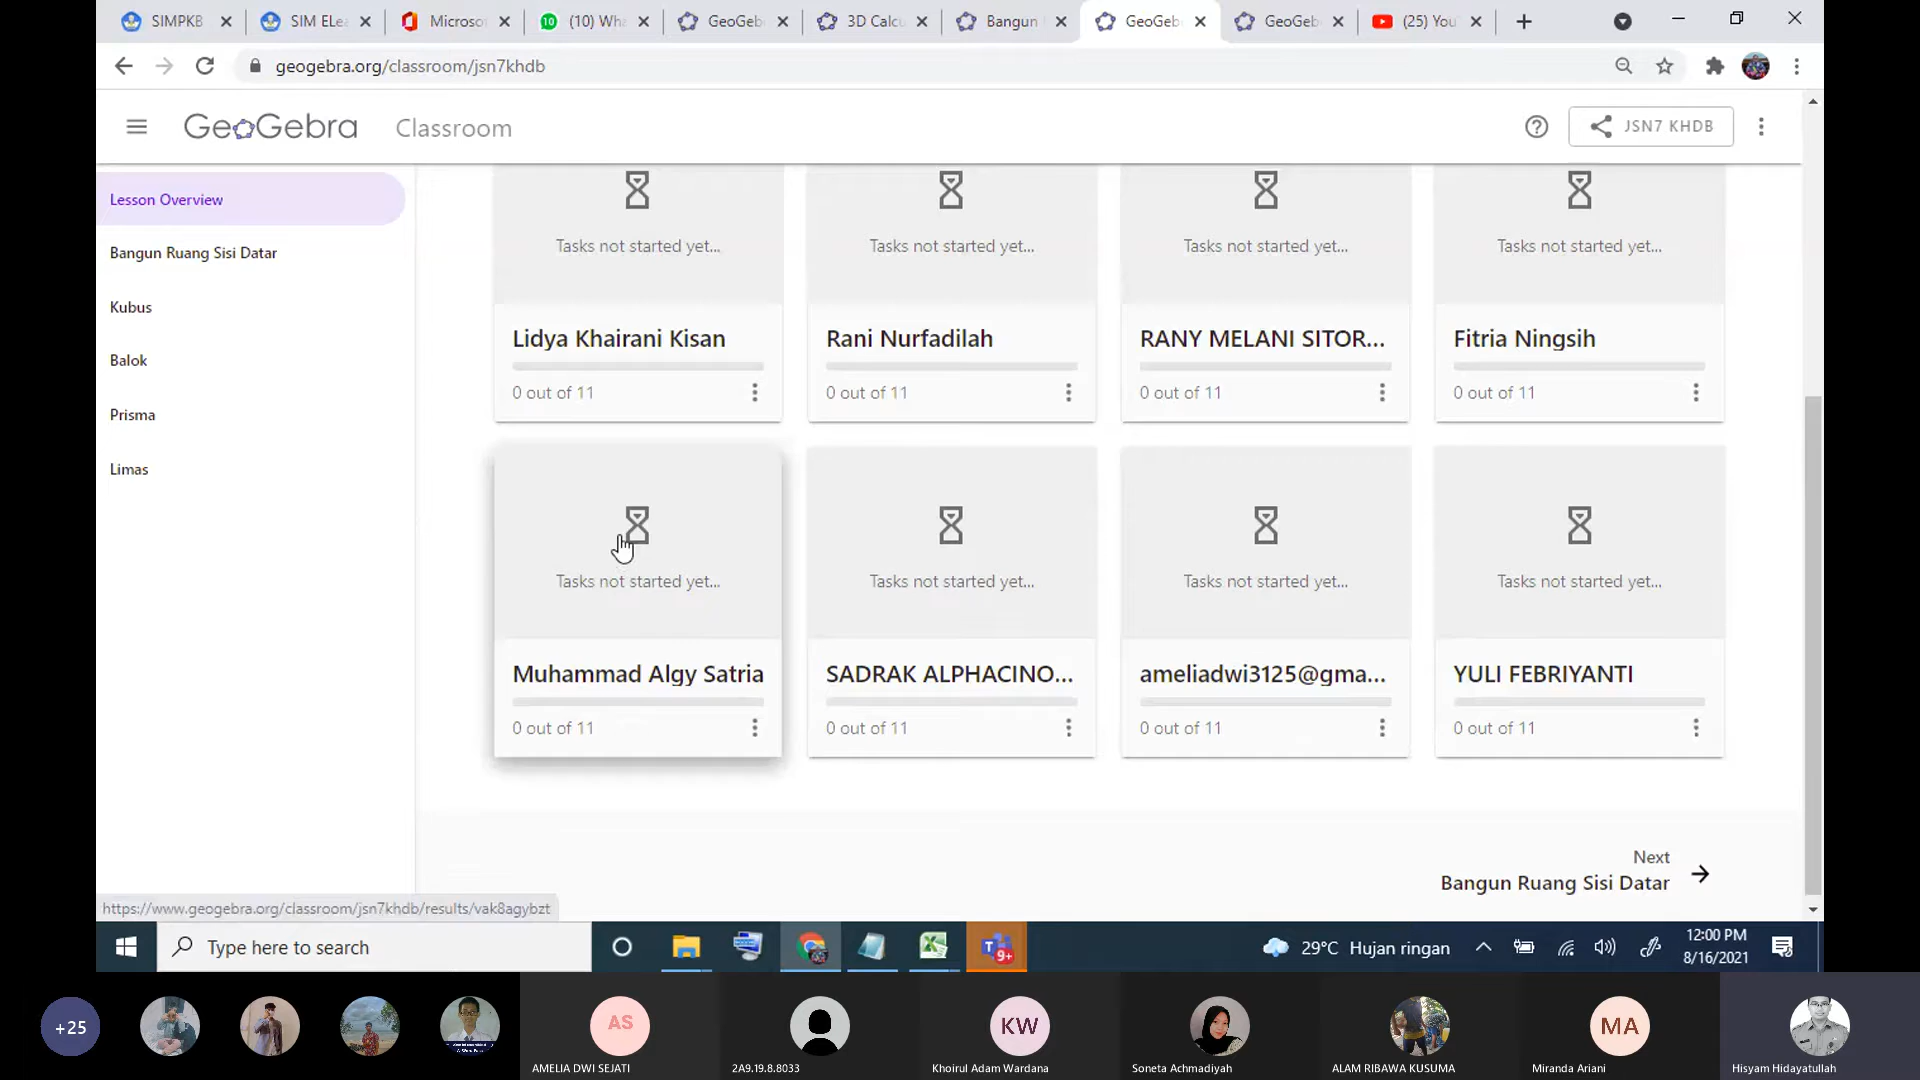 SIMPKB
SIM ELea
Microso
(10) Wha
GeoGeb
3D Calcu
Bangun
GeoGeb
GeoGeb
(25) You
geogebra.org/classroom/jsn7khdb
GeoGebra Classroom
JSN7 KHDB
Lesson Overview
Bangun Ruang Sisi Datar
Kubus
Balok
Prisma
Limas
Tasks not started yet... Tasks not started yet... Tasks not started yet... Tasks not started yet...
Lidya Khairani Kisan Rani Nurfadilah RANY MELANI SITOR... Fitria Ningsih
0 out of 11 0 out of 11 0 out of 11 0 out of 11
Tasks not started yet... Tasks not started yet... Tasks not started yet... Tasks not started yet...
Muhammad Algy Satria SADRAK ALPHACINO... ameliadwi3125@gma... YULI FEBRIYANTI
0 out of 11 0 out of 11 0 out of 11 0 out of 11
Next
Bangun Ruang Sisi Datar
https://www.geogebra.org/classroom/jsn7khdb/results/vak8agybzt
Type here to search
9+
29°C Hujan ringan
12:00 PM
8/16/2021
+25
AS
KW
MA
AMELIA DWI SEJATI
2A9.19.8.8033
Khoirul Adam Wardana
Soneta Achmadiyah
ALAM RIBAWA KUSUMA
Miranda Ariani
Hisyam Hidayatullah